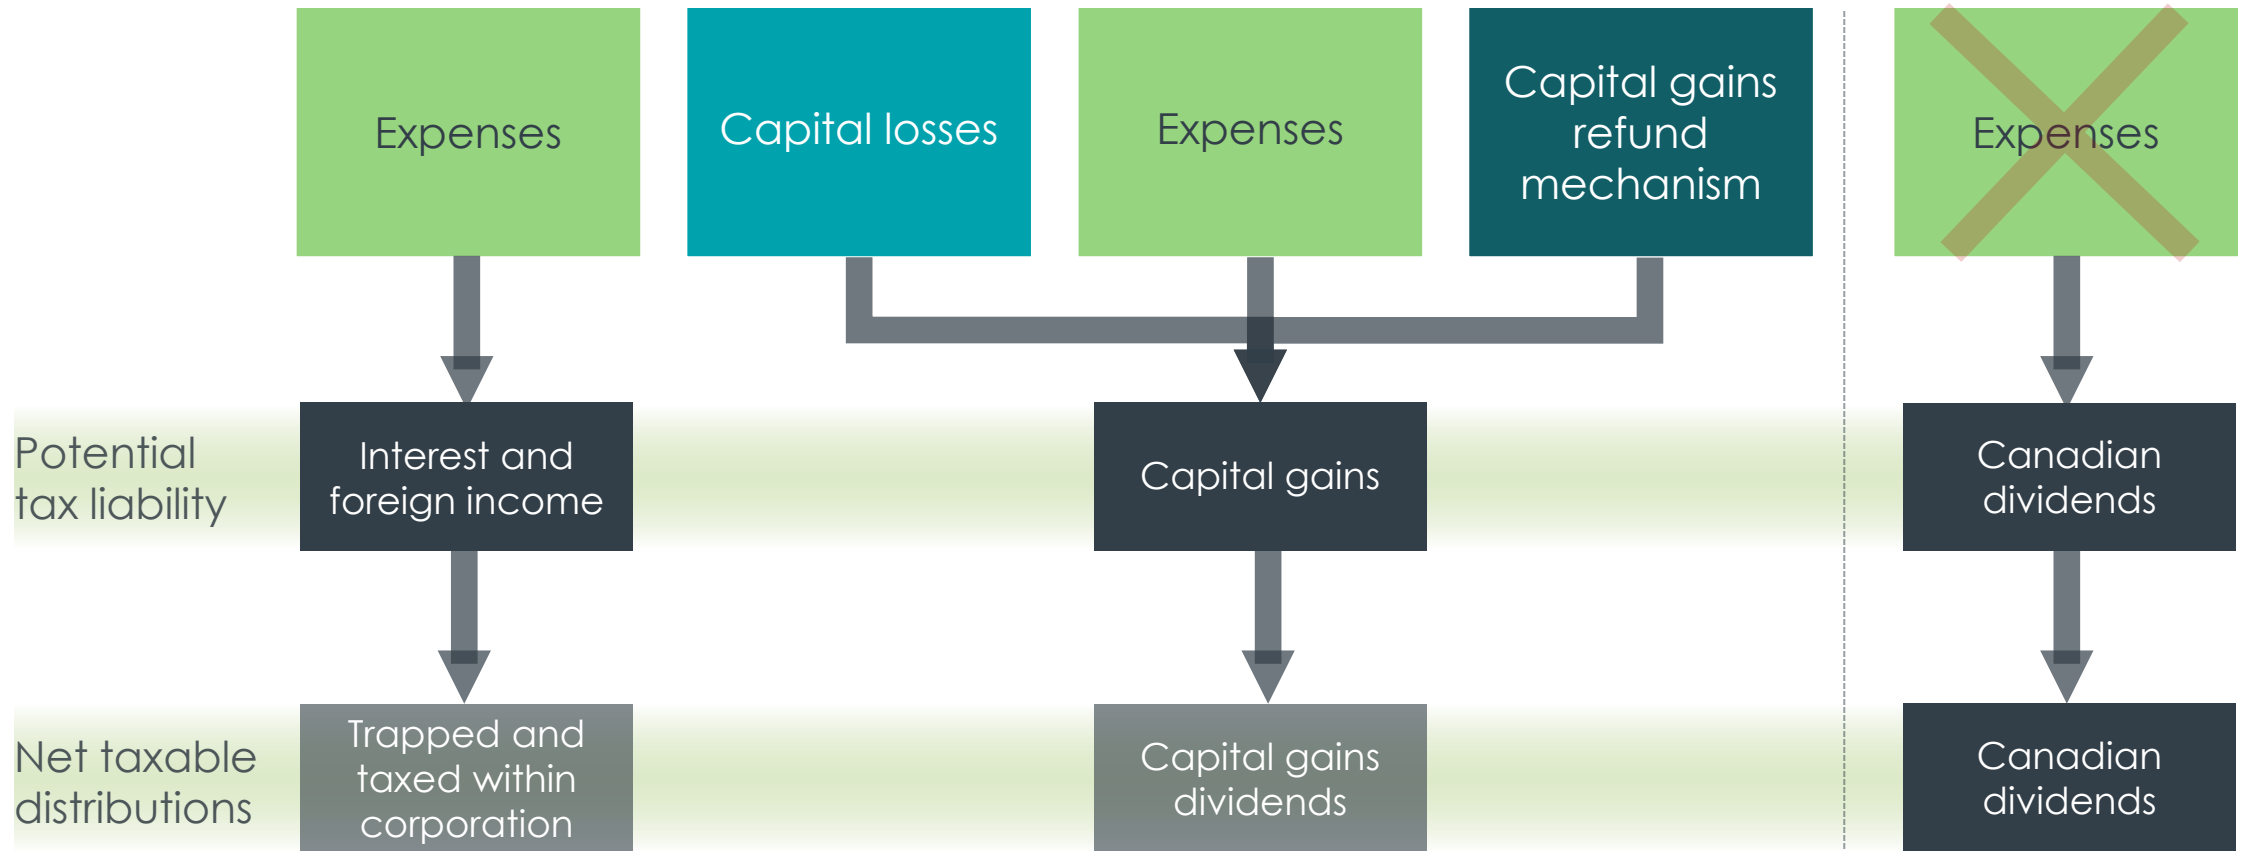 Expenses
Capital losses
Expenses
Capital gains
refund
mechanism
Expenses
Potential
tax liability
Interest and
foreign income
Capital gains
Canadian
dividends
Net taxable
distributions
Trapped and
taxed within
corporation
Capital gains
dividends
Canadian
dividends